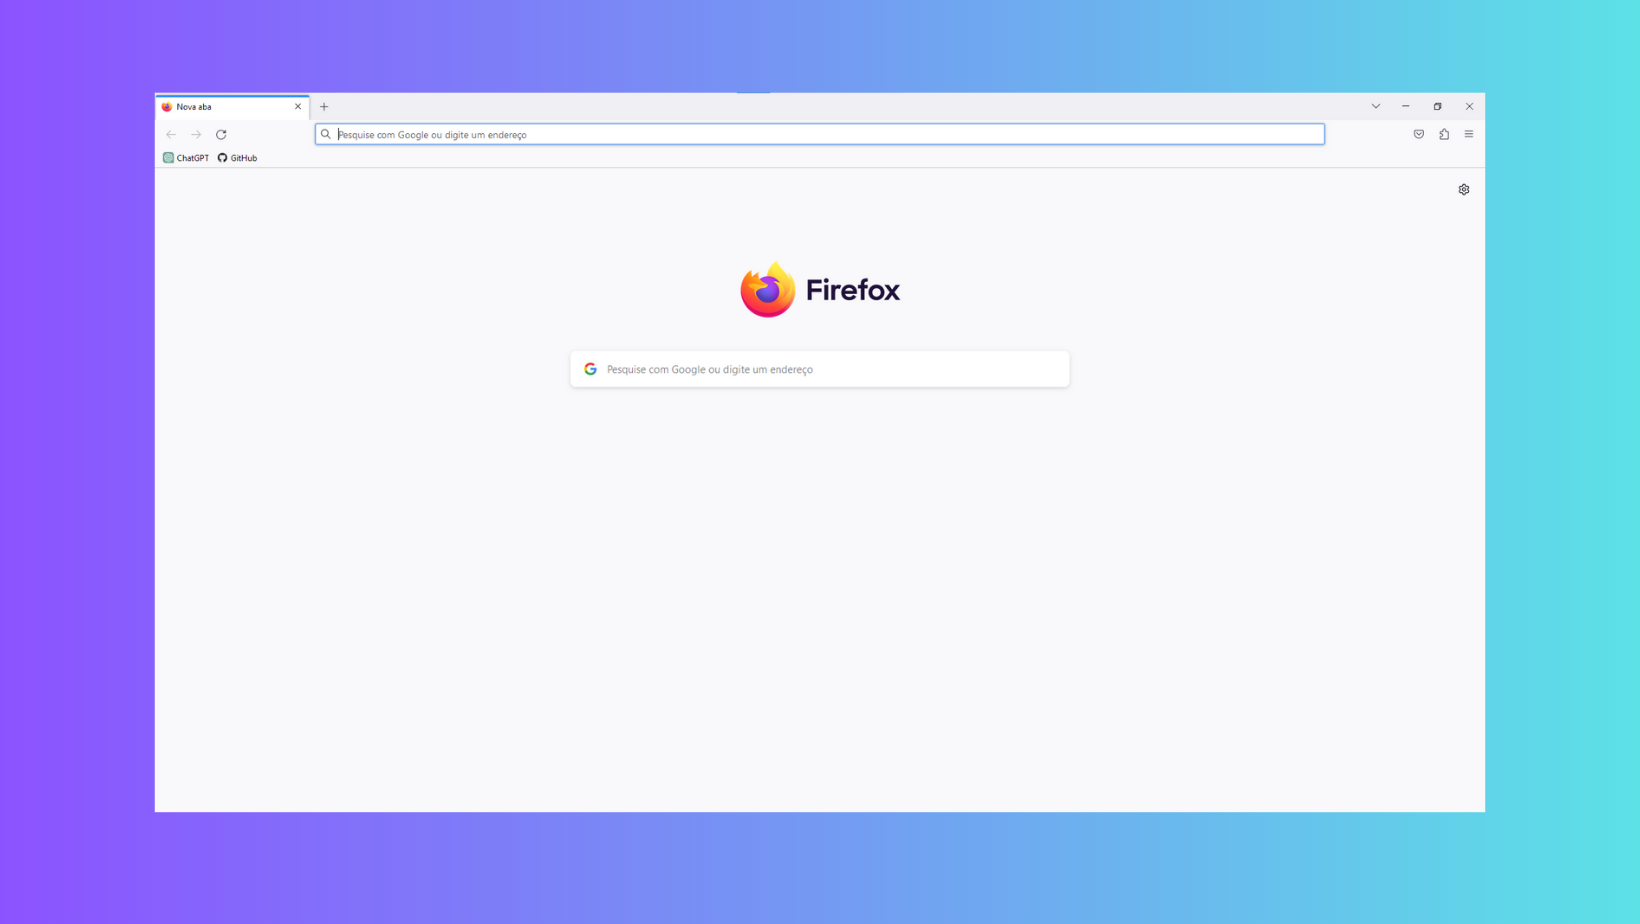 Nova aba
Pesquise com Google ou digite um endereço
ChatGPT GitHub
Firefox
Pesquise com Google ou digite um endereço